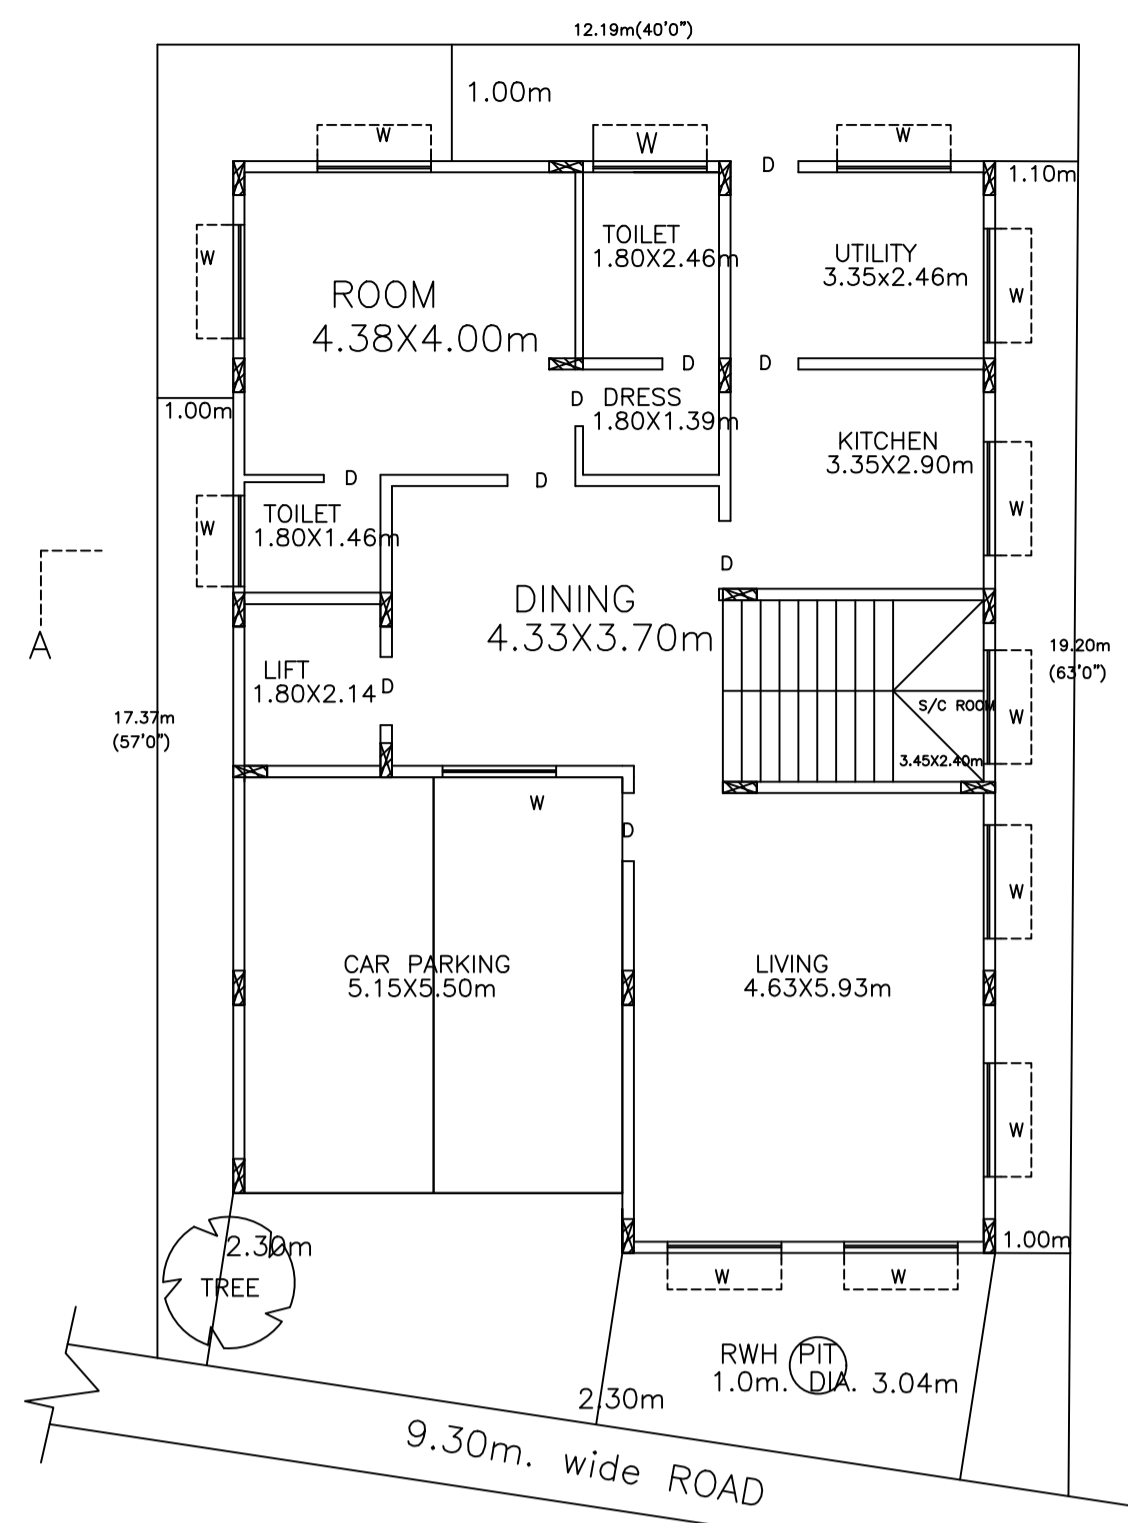 12.19m(40'0")
1.00m
W
W
W
D
1.10m
TOILET
1.80X2.46m
UTILITY
3.35x2.46m
W
W
ROOM
4.38X4.00m
D
D
D
DRESS
1.80X1.39m
1.00m
KITCHEN
3.35X2.90m
D
D
W
TOILET
1.80X1.46m
W
D
A
DINING
4.33X3.70m
LIFT
1.80X2.14
D
19.20m
(63'0")
S/C ROOM
W
17.37m
(57'0")
3.45X2.40m
W
D
W
CAR PARKING
5.15X5.50m
LIVING
4.63X5.93m
W
2.30m
TREE
1.00m
W
W
RWH PIT
1.0m. DIA.
3.04m
2.30m
9.30m. wide ROAD